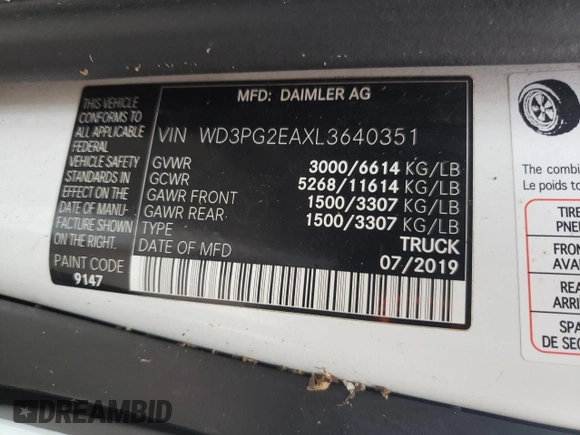 MFD: DAIMLER AG
THIS VEHICLE
CONFORMS TO
ALL APPLICABLE
FEDERAL
VEHICLE SAFETY
STANDARDS IN
EFFECT ON THE
DATE OF MANU-
FACTURE SHOWN
ON THE RIGHT.
PAINT CODE
9147
VIN WD3PG2EAXL3640351
GVWR 3000/6614 KG/LB
GCWR 5268/11614 KG/LB
GAWR FRONT 1500/3307 KG/LB
GAWR REAR 1500/3307 KG/LB
TYPE TRUCK
DATE OF MFD 07/2019
The combi
Le poids to
TIRE
PNEU
FRON
AVAN
REA
ARRI
SPA
DE SEC
DREAMBID